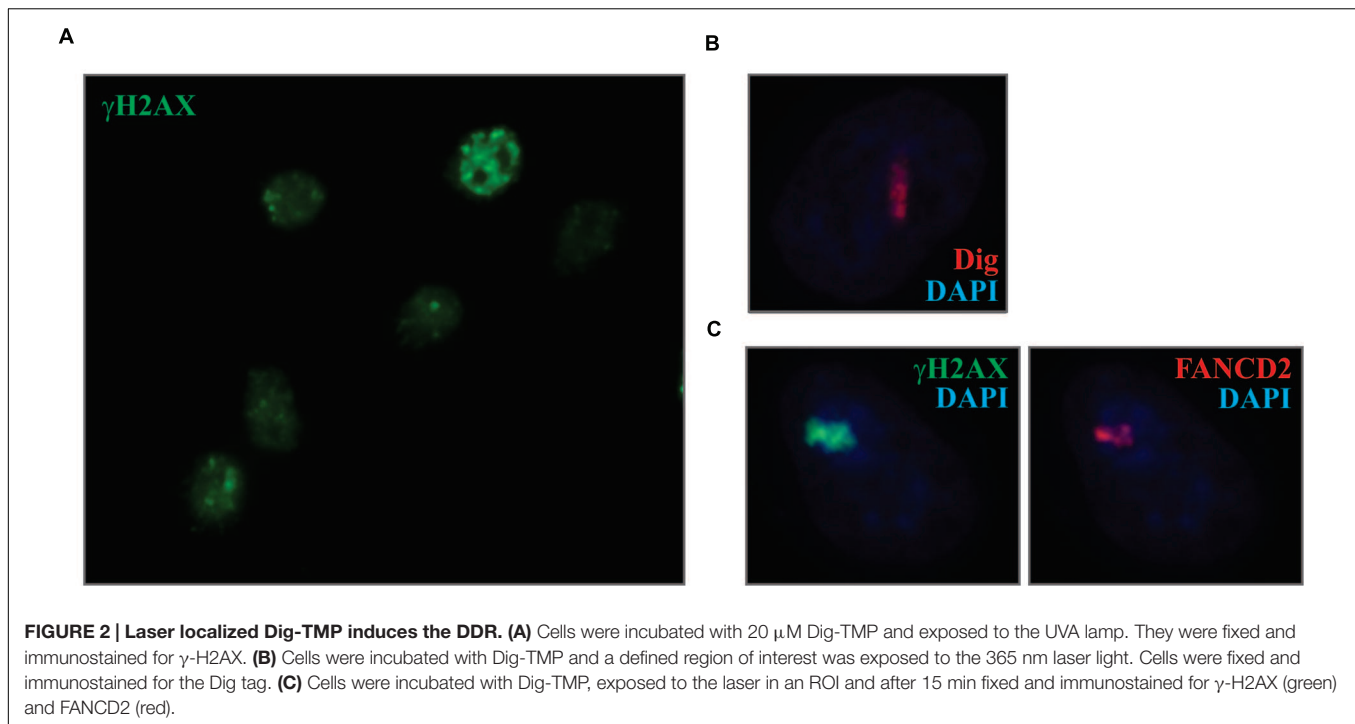 A
B
γH2AX
Dig
DAPI
C
γH2AX
DAPI
FANCD2
DAPI
FIGURE 2 | Laser localized Dig-TMP induces the DDR. (A) Cells were incubated with 20 μM Dig-TMP and exposed to the UVA lamp. They were fixed and
immunostained for γ-H2AX. (B) Cells were incubated with Dig-TMP and a defined region of interest was exposed to the 365 nm laser light. Cells were fixed and
immunostained for the Dig tag. (C) Cells were incubated with Dig-TMP, exposed to the laser in an ROI and after 15 min fixed and immunostained for γ-H2AX (green)
and FANCD2 (red).